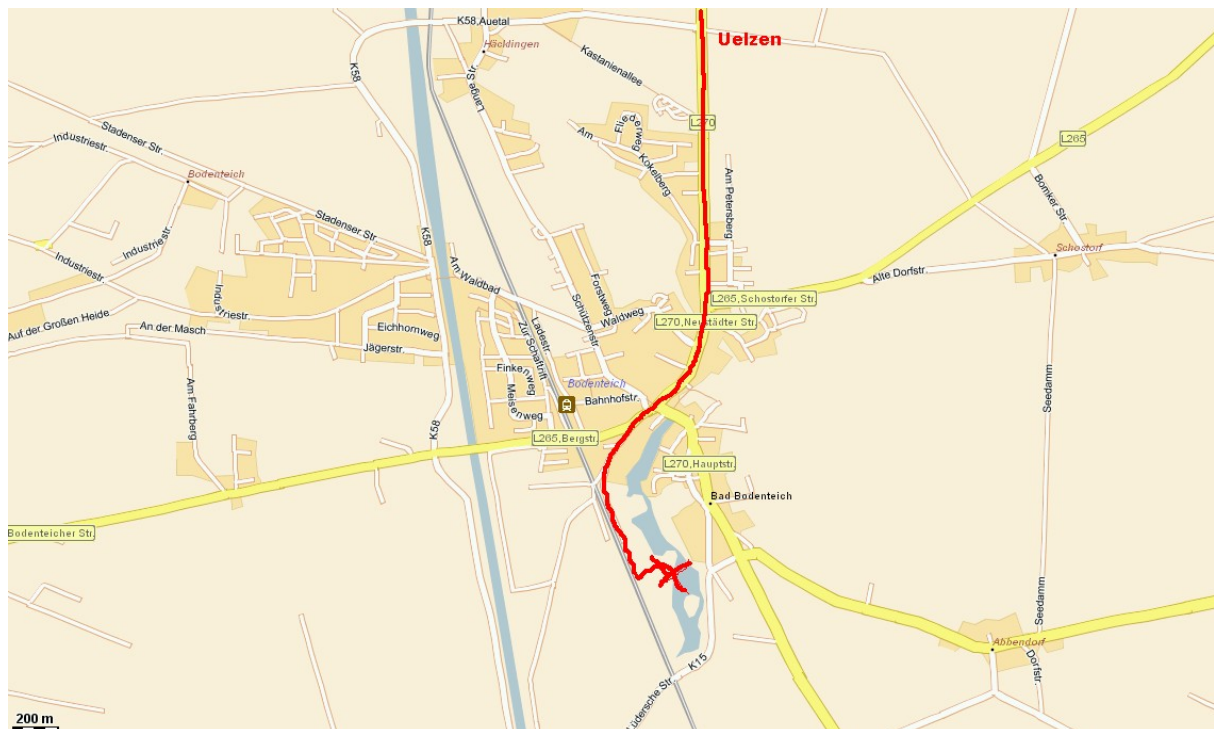 K58,Auetal
Uelzen
Häcklingen
Kastanienallee
K58
Lange Str.
Stadenser Str.
Industriestr.
Am
Fliederweg
L270
L265
Kokelberg
Bodenteich
Am Petersberg
Bomker Str.
Stadenser Str.
K58
Industriestr.
Schostorf
Industriestr.
Am Waldbad
Alte Dorfstr.
Industriestr.
Forstweg
L265,Schostorfer Str.
Auf der Großen Heide
An der Masch
Eichhornweg
Schützenstr.
Waldweg
L270,Neustädter Str.
Jägerstr.
Ladestr.
Zur Schaftrift
Finkenweg
Bodenteich
Seedamm
Am Fahrberg
Meisenweg
Bahnhofstr.
K58
L265,Bergstr.
L270,Hauptstr.
Bad Bodenteich
Bodenteicher Str.
Seedamm
Abbendorf
K15
Dorfstr.
Lüdersche Str.
200 m